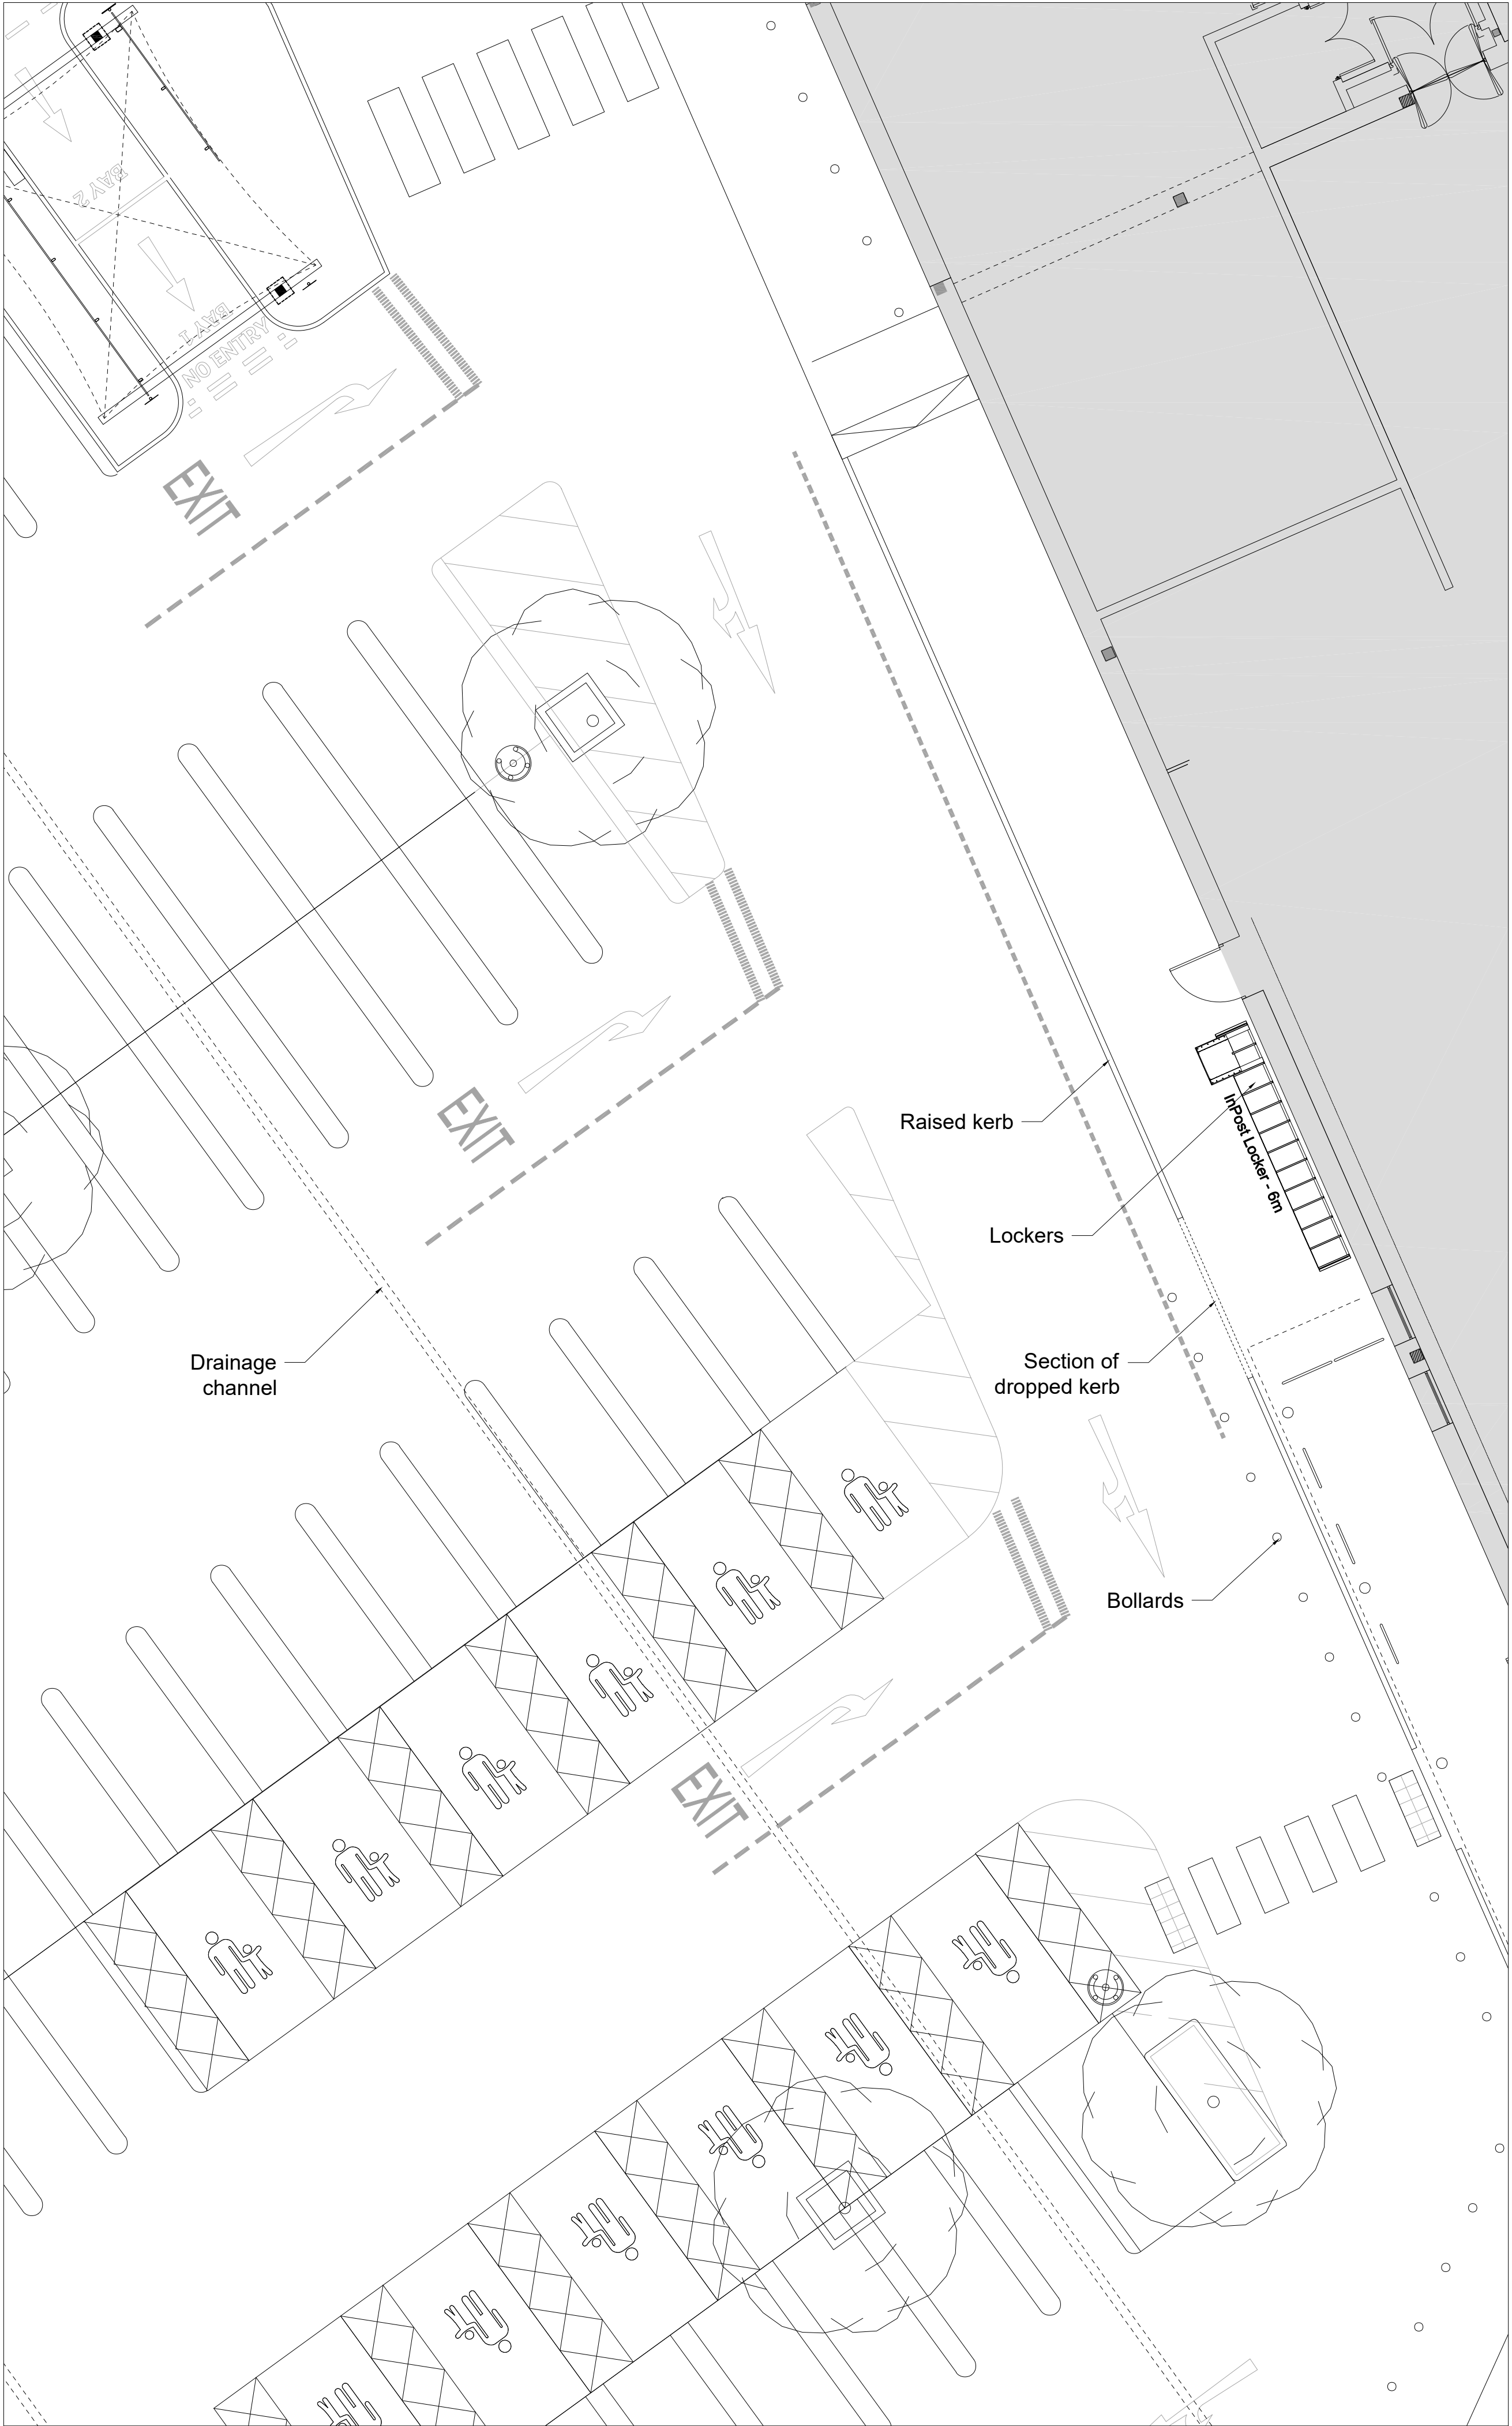 BAY 2
BAY 1
NO ENTRY
EXIT
EXIT
Raised kerb
InPost Locker - 6m
Lockers
Drainage
channel
Section of
dropped kerb
Bollards
EXIT